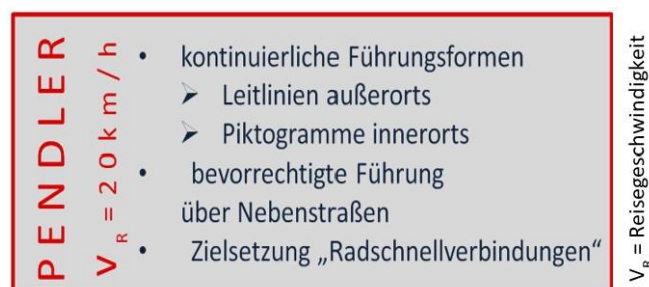 PENDLER
V_R = 20 km/h
• kontinuierliche Führungsformen
➢ Leitlinien außerorts
➢ Piktogramme innerorts
• bevorrechtigte Führung
über Nebenstraßen
• Zielsetzung „Radschnellverbindungen“
V_R = Reisegeschwindigkeit